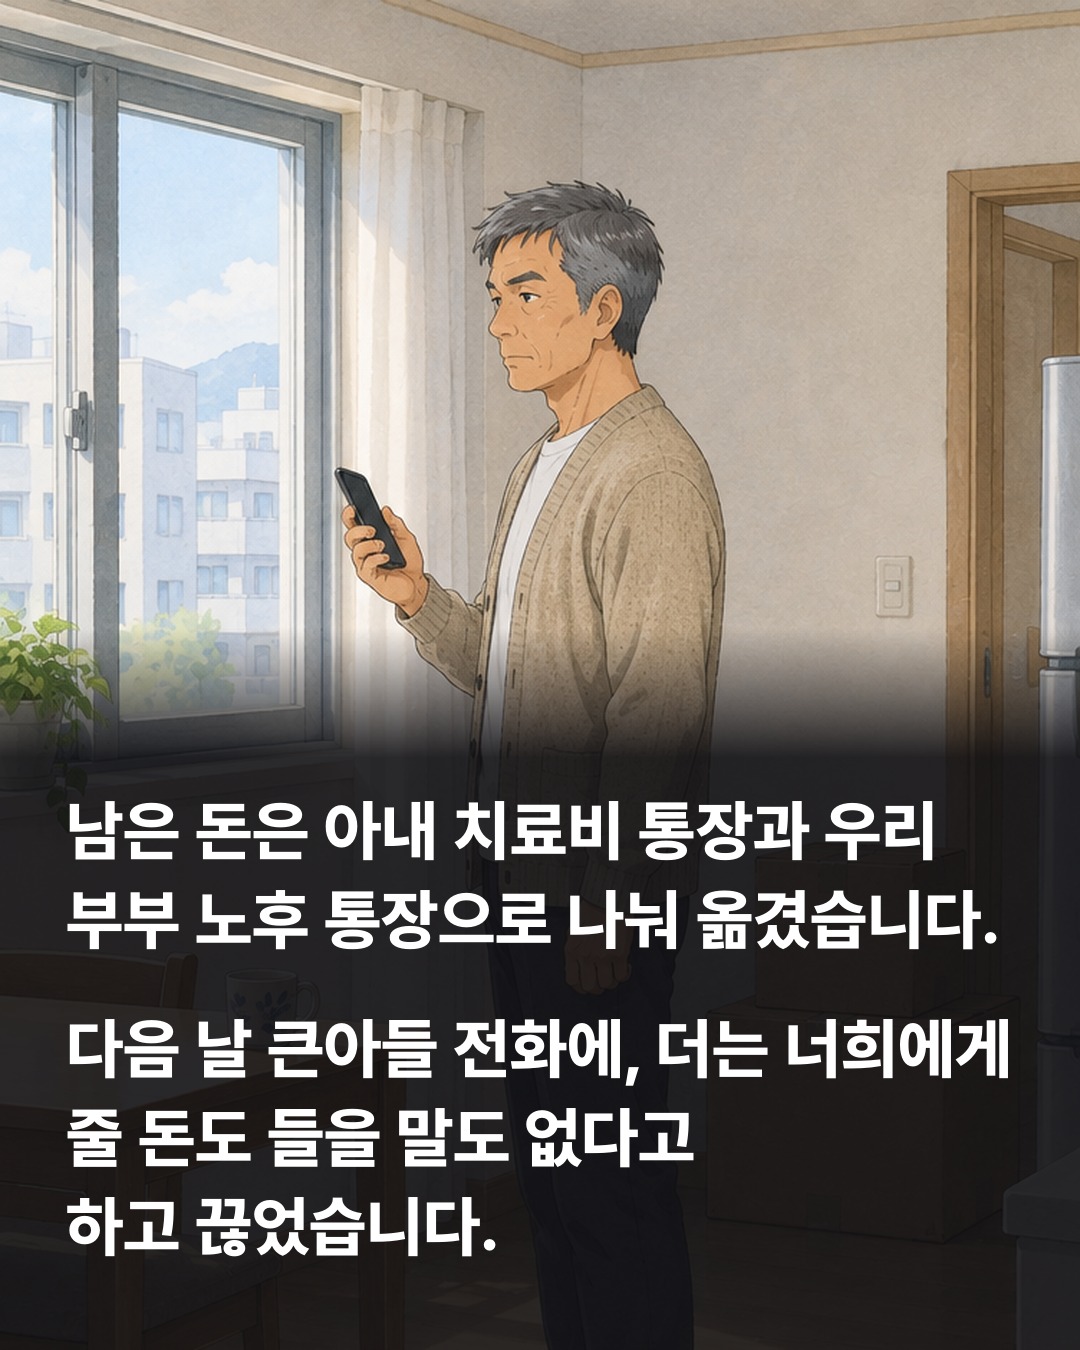 남은 돈은 아내 치료비 통장과 우리
부부 노후 통장으로 나눠 옮겼습니다.
다음 날 큰아들 전화에, 더는 너희에게
줄 돈도 들을 말도 없다고
하고 끊었습니다.